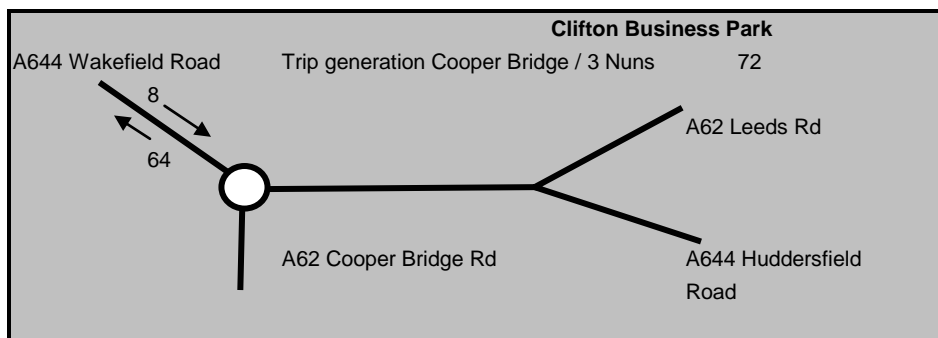 Clifton Business Park
A644 Wakefield Road
Trip generation Cooper Bridge / 3 Nuns
72
8
A62 Leeds Rd
64
A62 Cooper Bridge Rd
A644 Huddersfield
Road